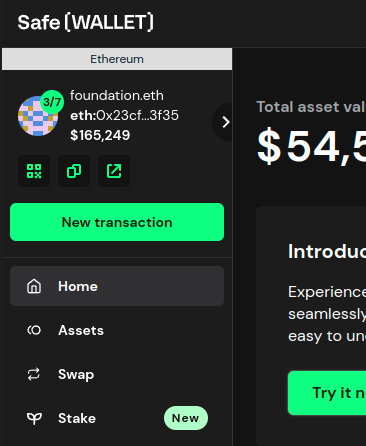 Safe{WALLET}
Ethereum
3/7
foundation.eth
eth:0x23cf...3f35
$165,249
New transaction
Home
Assets
Swap
Stake
New
Total asset val
$54,5
Introduc
Experience
seamlessly
easy to un
Try it n